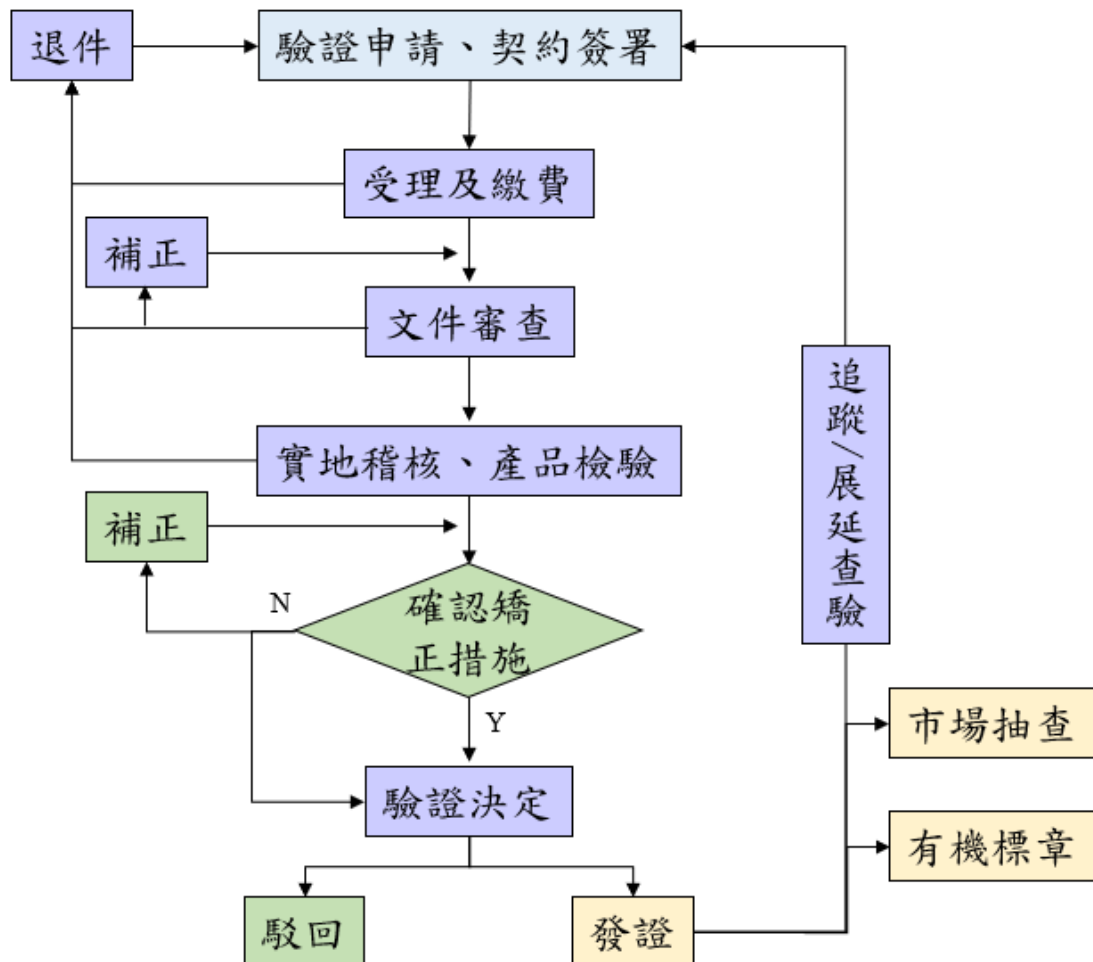 退件
驗證申請、契約簽署
受理及繳費
補正
文件審查
實地稽核、產品檢驗
補正
N
確認矯
正措施
Y
驗證決定
駁回
發證
追蹤/展延查驗
市場抽查
有機標章